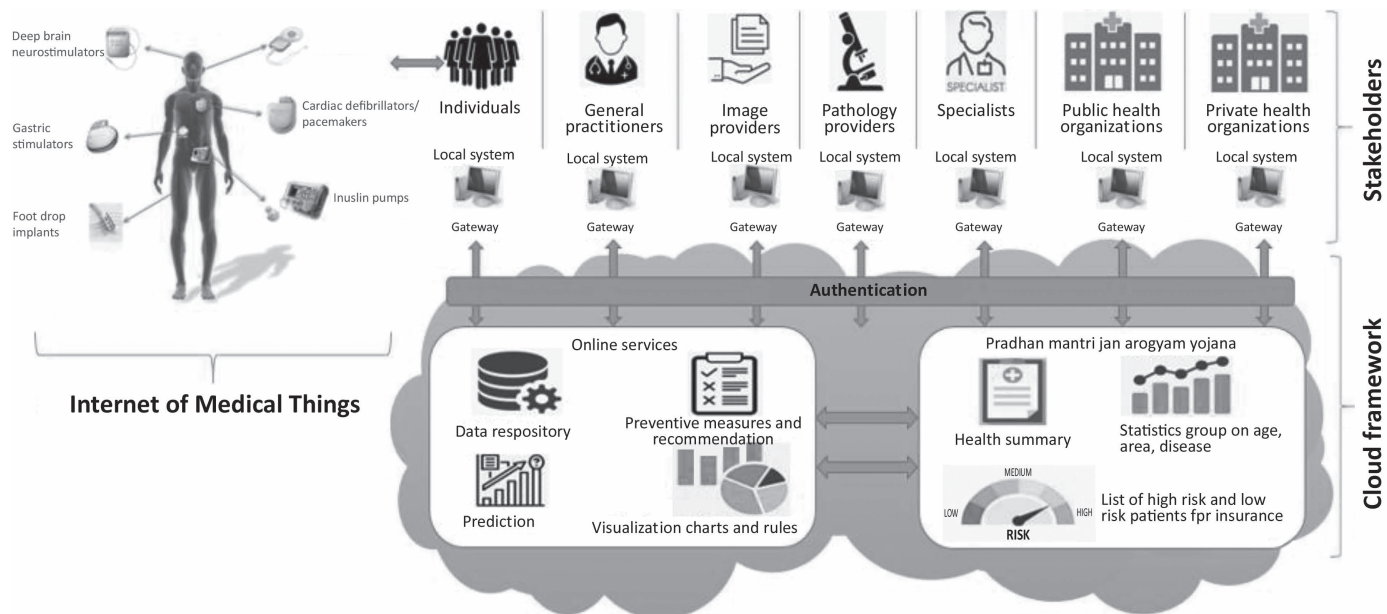 Deep brain
neurostimulators
Cardiac defibrillators/
pacemakers
Gastric
stimulators
Inuslin pumps
Foot drop
implants
Internet of Medical Things
Individuals
General
practitioners
Image
providers
Pathology
providers
SPECIALIST
Specialists
Public health
organizations
Private health
organizations
Local system
Local system
Local system
Local system
Local system
Local system
Local system
Gateway
Gateway
Gateway
Gateway
Gateway
Gateway
Gateway
Stakeholders
Authentication
Online services
Data respository
Preventive measures and
recommendation
Prediction
Visualization charts and rules
Pradhan mantri jan arogyam yojana
Health summary
Statistics group on age,
area, disease
LOW
MEDIUM
HIGH
RISK
List of high risk and low
risk patients fpr insurance
Cloud framework